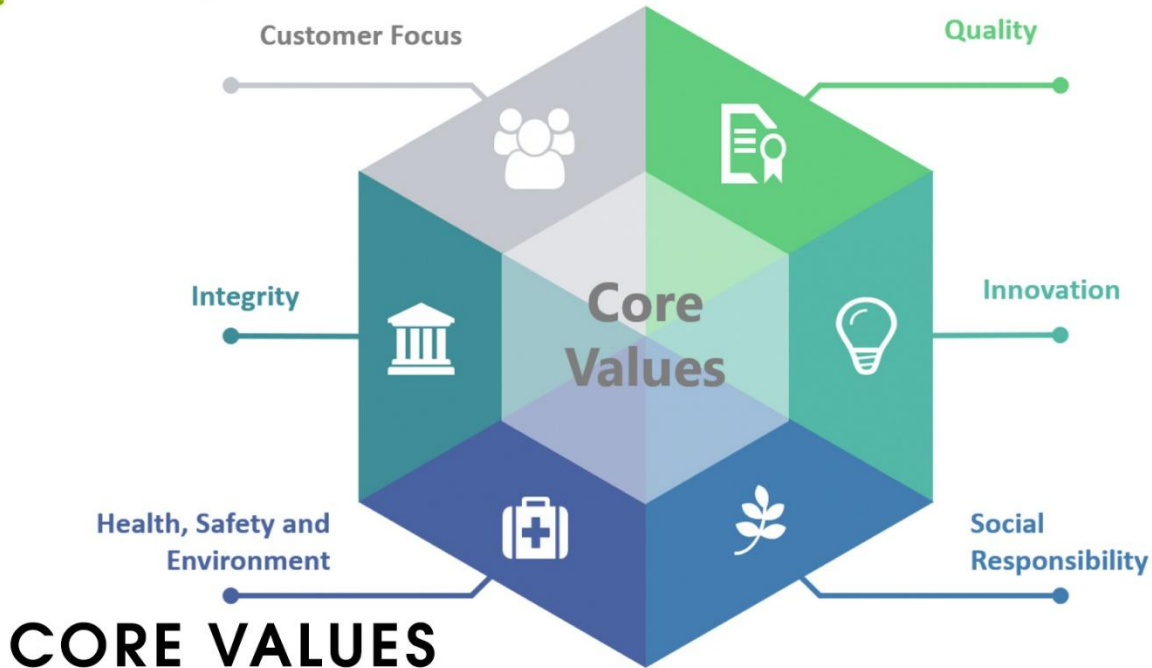 Customer Focus
Quality
Integrity
Core
Values
Innovation
Health, Safety and
Environment
Social
Responsibility
CORE VALUES